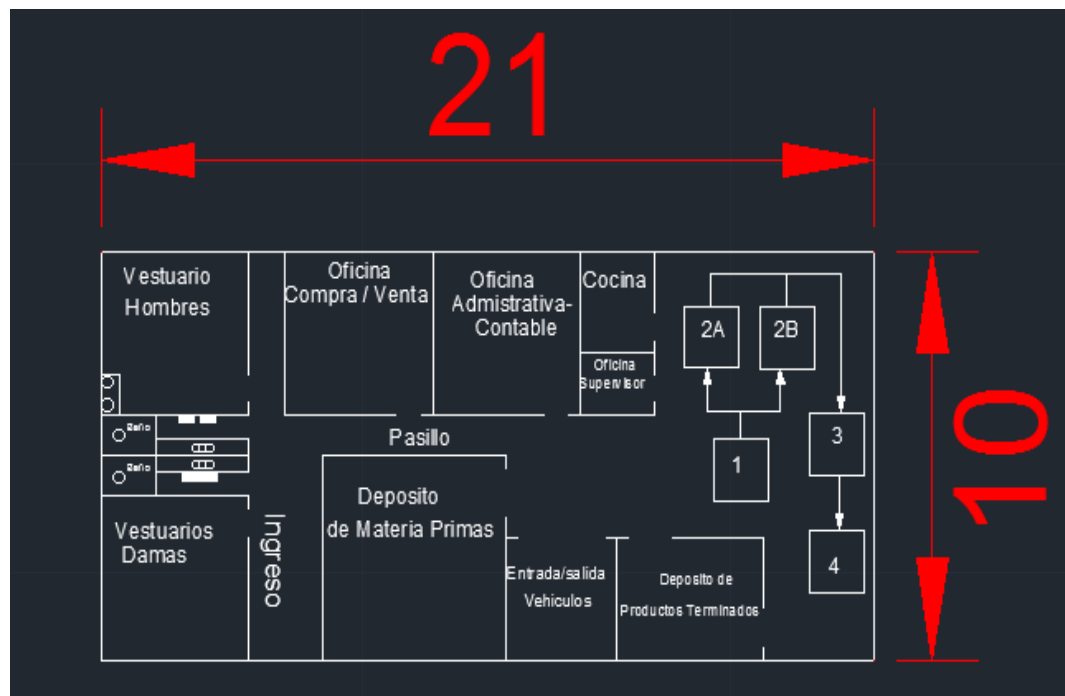 21
Vestuario
Hombres
Oficina
Compra / Venta
Oficina
Admistrativa-
Contable
Cocina
Oficina
Supervisor
2A
2B
10
Baño
Baño
Pasillo
1
3
Deposito
de Materia Primas
Vestuarios
Damas
Ingreso
Entrada/salida
Vehiculos
Deposito de
Productos Terminados
4